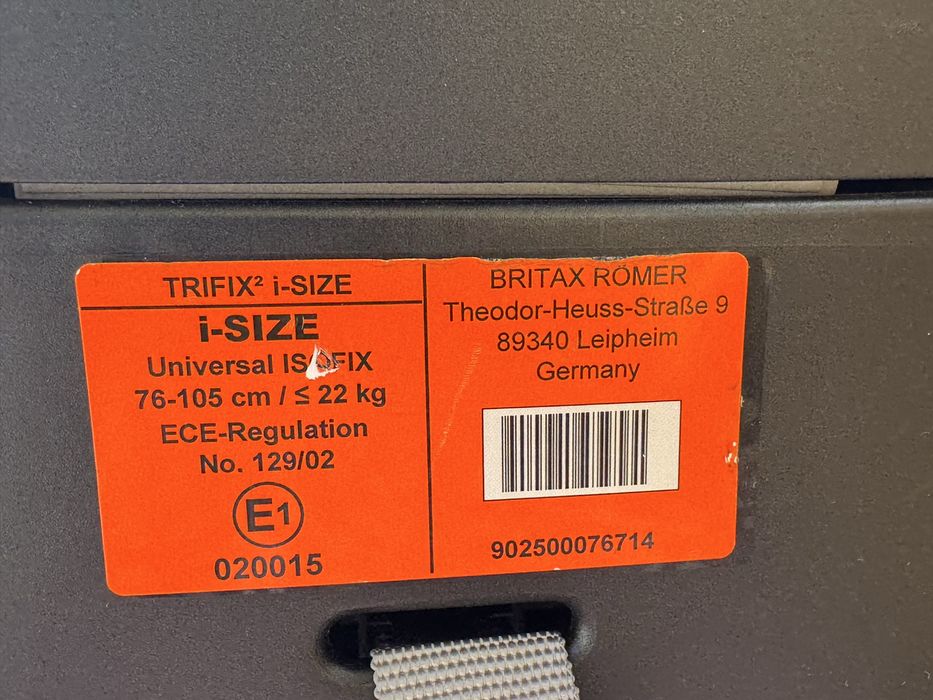 TRIFIX² i-SIZE
i-SIZE
Universal ISOFIX
76-105 cm / ≤ 22 kg
ECE-Regulation
No. 129/02
E1
020015
BRITAX RÖMER
Theodor-Heuss-Straße 9
89340 Leipheim
Germany
902500076714